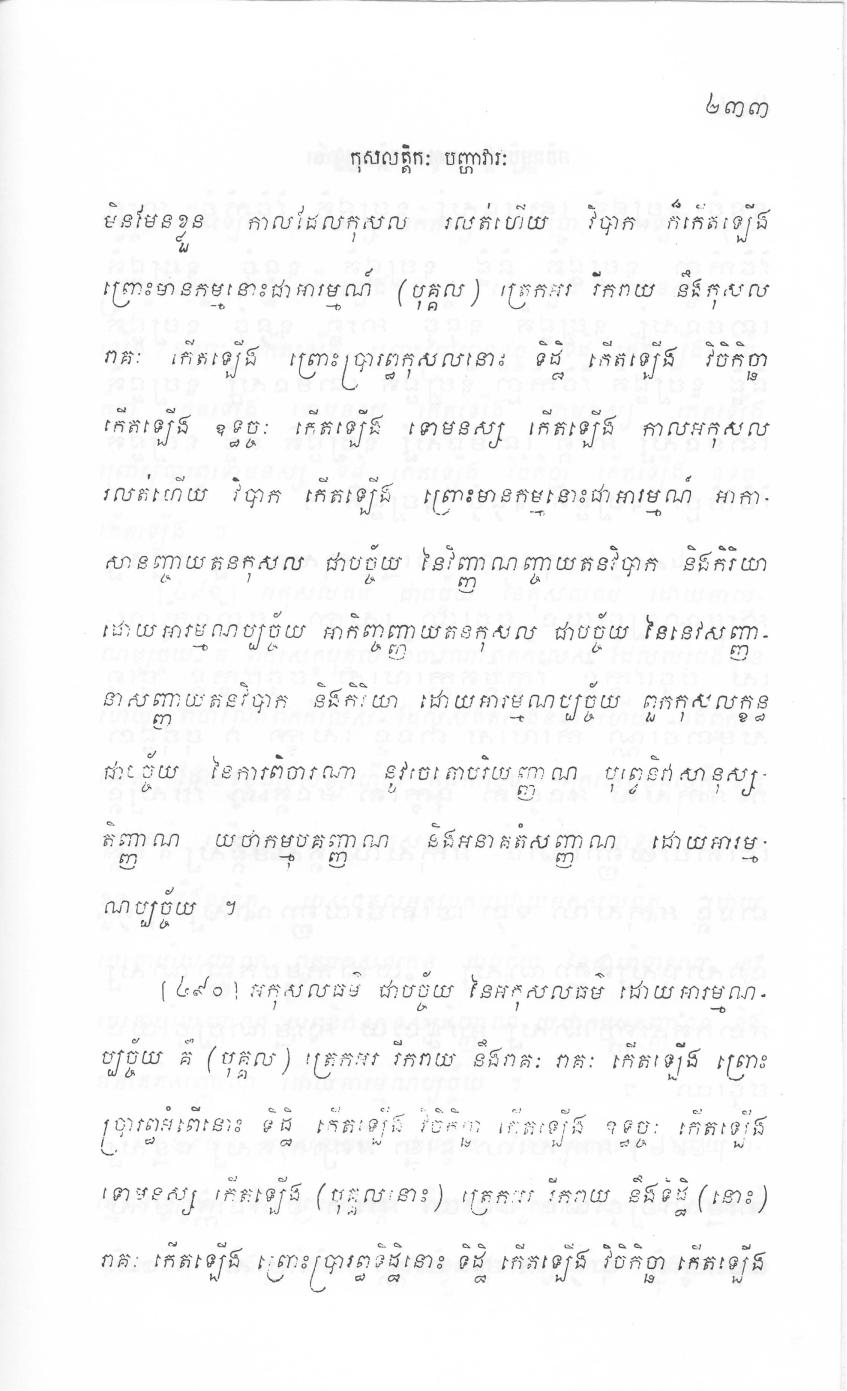 ២៣៣
កុសលត្តិកៈ បញ្ហាវារៈ
មិនមែនខ្លួន កាលដែលកុសល រលត់ហើយ វិបាក ក៏កើតឡើង
ព្រោះមានកម្មនោះជាអារម្មណ៍ (បុគ្គល) ត្រេកអរ រីករាយ នឹងកុសល
រាគៈ កើតឡើង ព្រោះប្រារព្ធកុសលនោះ ទិដ្ឋិ កើតឡើង វិចិកិច្ឆា
កើតឡើង ឧទ្ធច្ចៈ កើតឡើង ទោមនស្ស កើតឡើង កាលអកុសល
រលត់ហើយ វិបាក កើតឡើង ព្រោះមានកម្មនោះជាអារម្មណ៍ អាកា-
សានញ្ចាយតនកុសល ជាបច្ច័យ នៃវិញ្ញាណញ្ចាយតនវិបាក និងកិរិយា
ដោយអារម្មណប្បច្ច័យ អាកិញ្ចញ្ញាយតនកុសល ជាបច្ច័យ នៃនេវសញ្ញា-
នាសញ្ញាយតនវិបាក និងកិរិយា ដោយអារម្មណប្បច្ច័យ ពួកកុសលក្ខន្ធ
ជាបច្ច័យ នៃការពិចារណា នូវចេតោបរិយញ្ញាណ បុព្វេនិវាសានុស្ស-
តិញ្ញាណ យថាកម្មុបគញ្ញាណ និងអនាគតំសញ្ញាណ ដោយអារម្ម-
ណប្បច្ច័យ ។
[៤៩០] អកុសលធម៌ ជាបច្ច័យ នៃអកុសលធម៌ ដោយអារម្មណ-
ប្បច្ច័យ គឺ (បុគ្គល) ត្រេកអរ រីករាយ នឹងរាគៈ រាគៈ កើតឡើង ព្រោះ
ប្រារព្ធអំពើនោះ ទិដ្ឋិ កើតឡើង វិចិកិច្ឆា កើតឡើង ឧទ្ធច្ចៈ កើតឡើង
ទោមនស្ស កើតឡើង (បុគ្គលនោះ) ត្រេកអរ រីករាយ នឹងទិដ្ឋិ (នោះ)
រាគៈ កើតឡើង ព្រោះប្រារព្ធទិដ្ឋិនោះ ទិដ្ឋិ កើតឡើង វិចិកិច្ឆា កើតឡើង